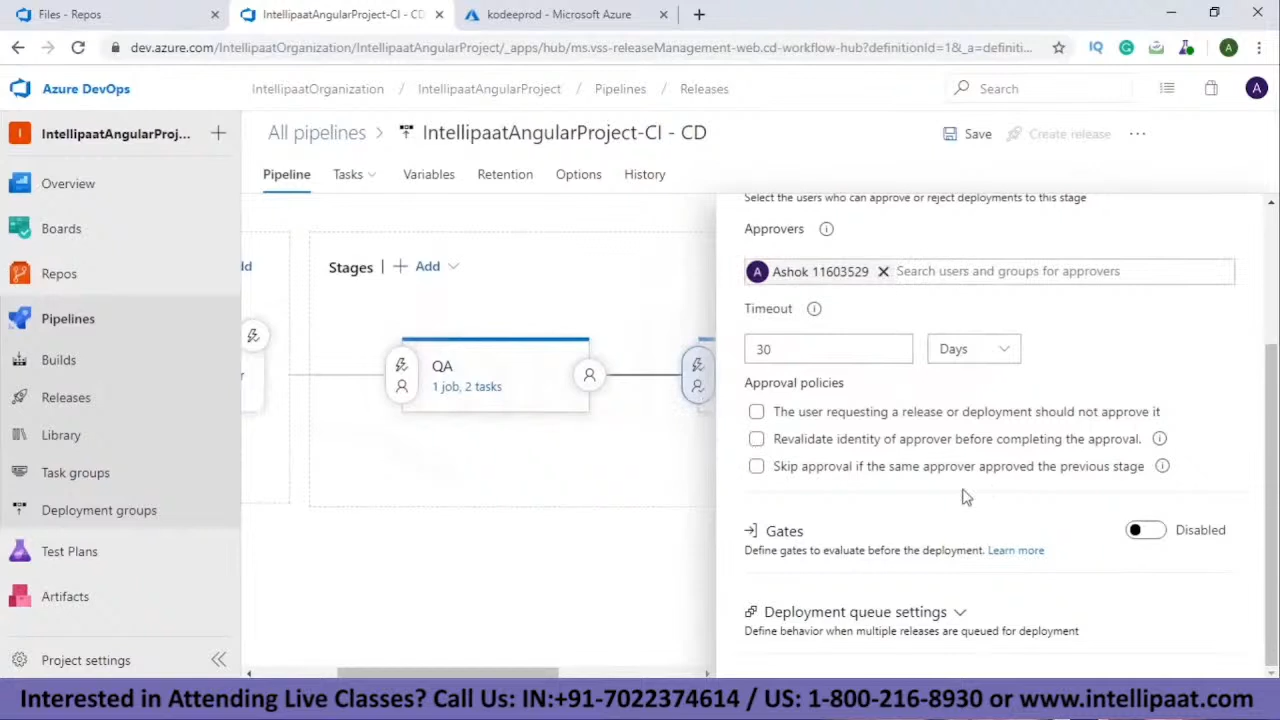 Files - Repos
IntellipaatAngularProject-CI - CD
kodeeprod - Microsoft Azure
dev.azure.com/IntellipaatOrganization/IntellipaatAngularProject/_apps/hub/ms.vss-releaseManagement-web.cd-workflow-hub?definitionId=1&_a=definiti...
IQ
A
Azure DevOps
IntellipaatOrganization / IntellipaatAngularProject / Pipelines / Releases
Search
A
I IntellipaatAngularProj...
All pipelines > IntellipaatAngularProject-CI - CD
Save
Create release
Pipeline
Tasks
Variables
Retention
Options
History
Overview
Boards
Repos
Pipelines
Builds
Releases
Library
Task groups
Deployment groups
Test Plans
Artifacts
Project settings
Stages | + Add
QA
1 job, 2 tasks
Select the users who can approve or reject deployments to this stage
Approvers
A Ashok 11603529 Search users and groups for approvers
Timeout
30 Days
Approval policies
The user requesting a release or deployment should not approve it
Revalidate identity of approver before completing the approval.
Skip approval if the same approver approved the previous stage
Gates
Disabled
Define gates to evaluate before the deployment. Learn more
Deployment queue settings
Define behavior when multiple releases are queued for deployment
Interested in Attending Live Classes? Call Us: IN:+91-7022374614 / US: 1-800-216-8930 or www.intellipaat.com